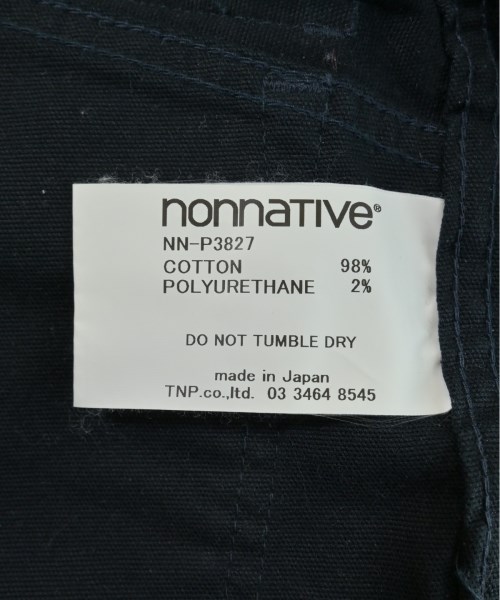 nonnative®
NN-P3827
COTTON 98%
POLYURETHANE 2%
DO NOT TUMBLE DRY
made in Japan
TNP.co.,ltd. 03 3464 8545